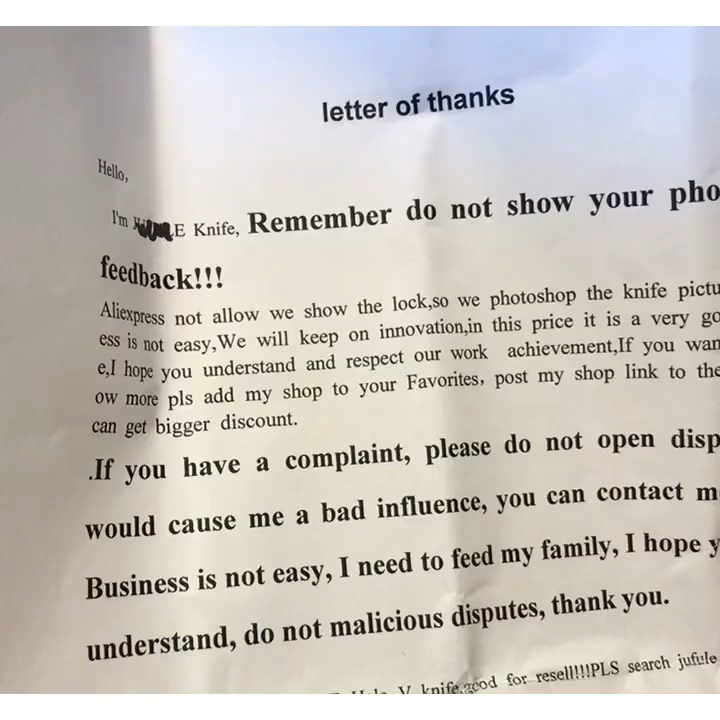 letter of thanks
Hello,
I'm E Knife, Remember do not show your pho
feedback!!!
Aliexpress not allow we show the lock,so we photoshop the knife pictu
ess is not easy,We will keep on innovation,in this price it is a very go
e,I hope you understand and respect our work achievement,If you wan
ow more pls add my shop to your Favorites, post my shop link to the
can get bigger discount.
.If you have a complaint, please do not open disp
would cause me a bad influence, you can contact m
Business is not easy, I need to feed my family, I hope y
understand, do not malicious disputes, thank you.
V knife,good for resell!!!PLS search jufule